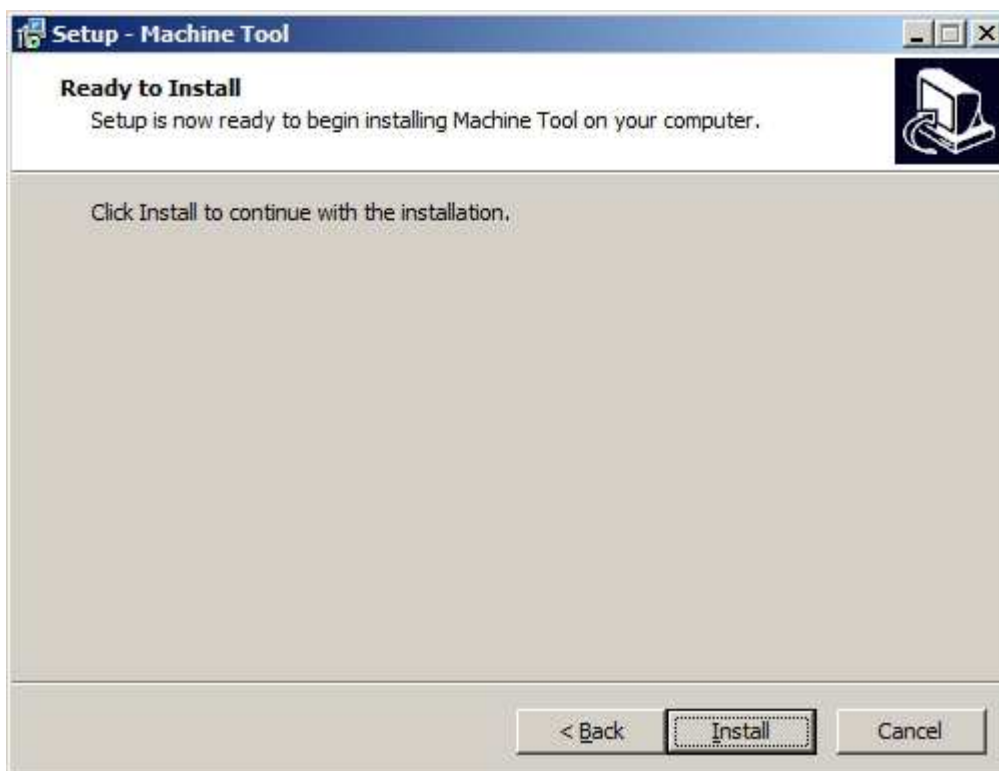 Setup - Machine Tool
Ready to Install
Setup is now ready to begin installing Machine Tool on your computer.
Click Install to continue with the installation.
< Back Install Cancel